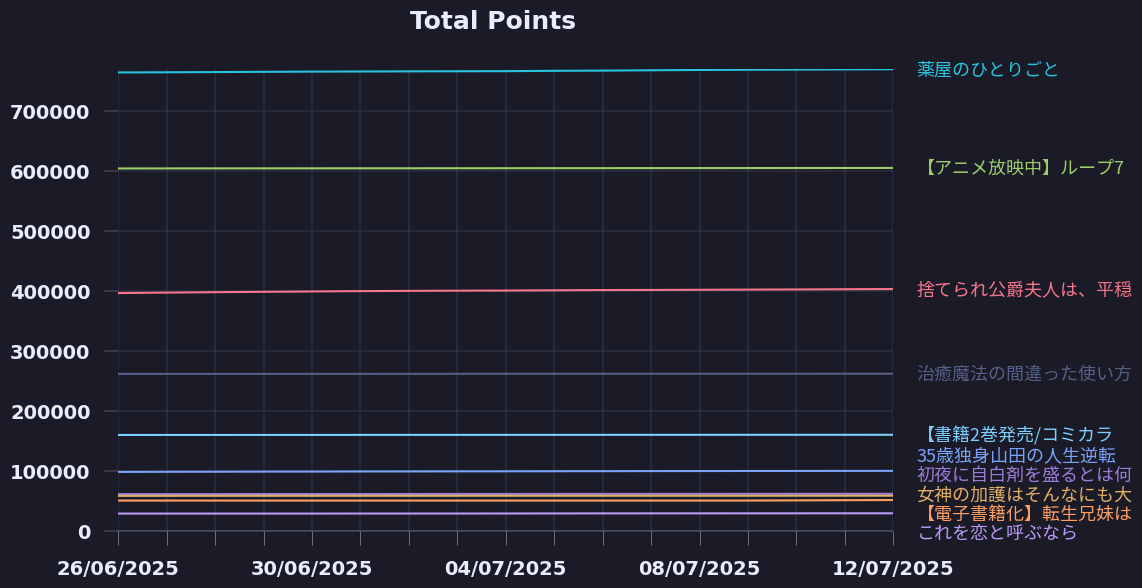 Total Points
薬屋のひとりごと
700000
【アニメ放映中】ループ7
600000
500000
捨てられ公爵夫人は、平穏
400000
治癒魔法の間違った使い方
300000
200000
【書籍2巻発売/コミカラ
35歳独身山田の人生逆転
100000
初夜に自白剤を盛るとは何
女神の加護はそんなにも大
【電子書籍化】転生兄妹は
これを恋と呼ぶなら
0
26/06/2025 30/06/2025 04/07/2025 08/07/2025 12/07/2025